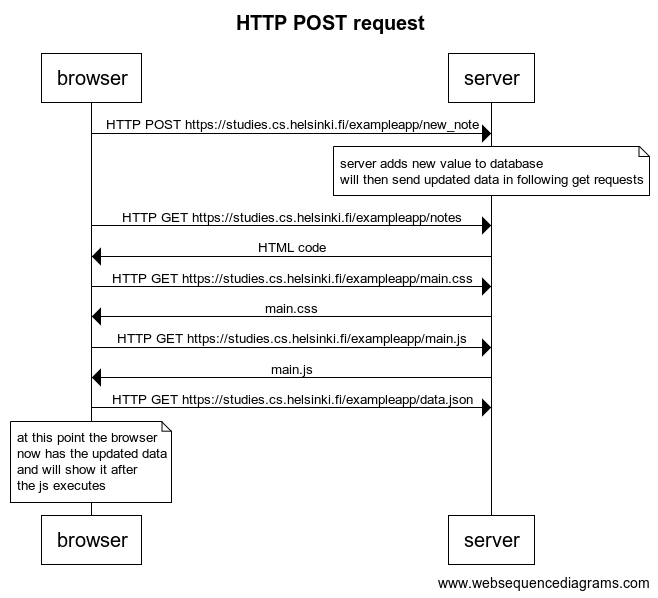 HTTP POST request
browser
server
HTTP POST https://studies.cs.helsinki.fi/exampleapp/new_note
server adds new value to database
will then send updated data in following get requests
HTTP GET https://studies.cs.helsinki.fi/exampleapp/notes
HTML code
HTTP GET https://studies.cs.helsinki.fi/exampleapp/main.css
main.css
HTTP GET https://studies.cs.helsinki.fi/exampleapp/main.js
main.js
HTTP GET https://studies.cs.helsinki.fi/exampleapp/data.json
at this point the browser
now has the updated data
and will show it after
the js executes
browser
server
www.websequencediagrams.com